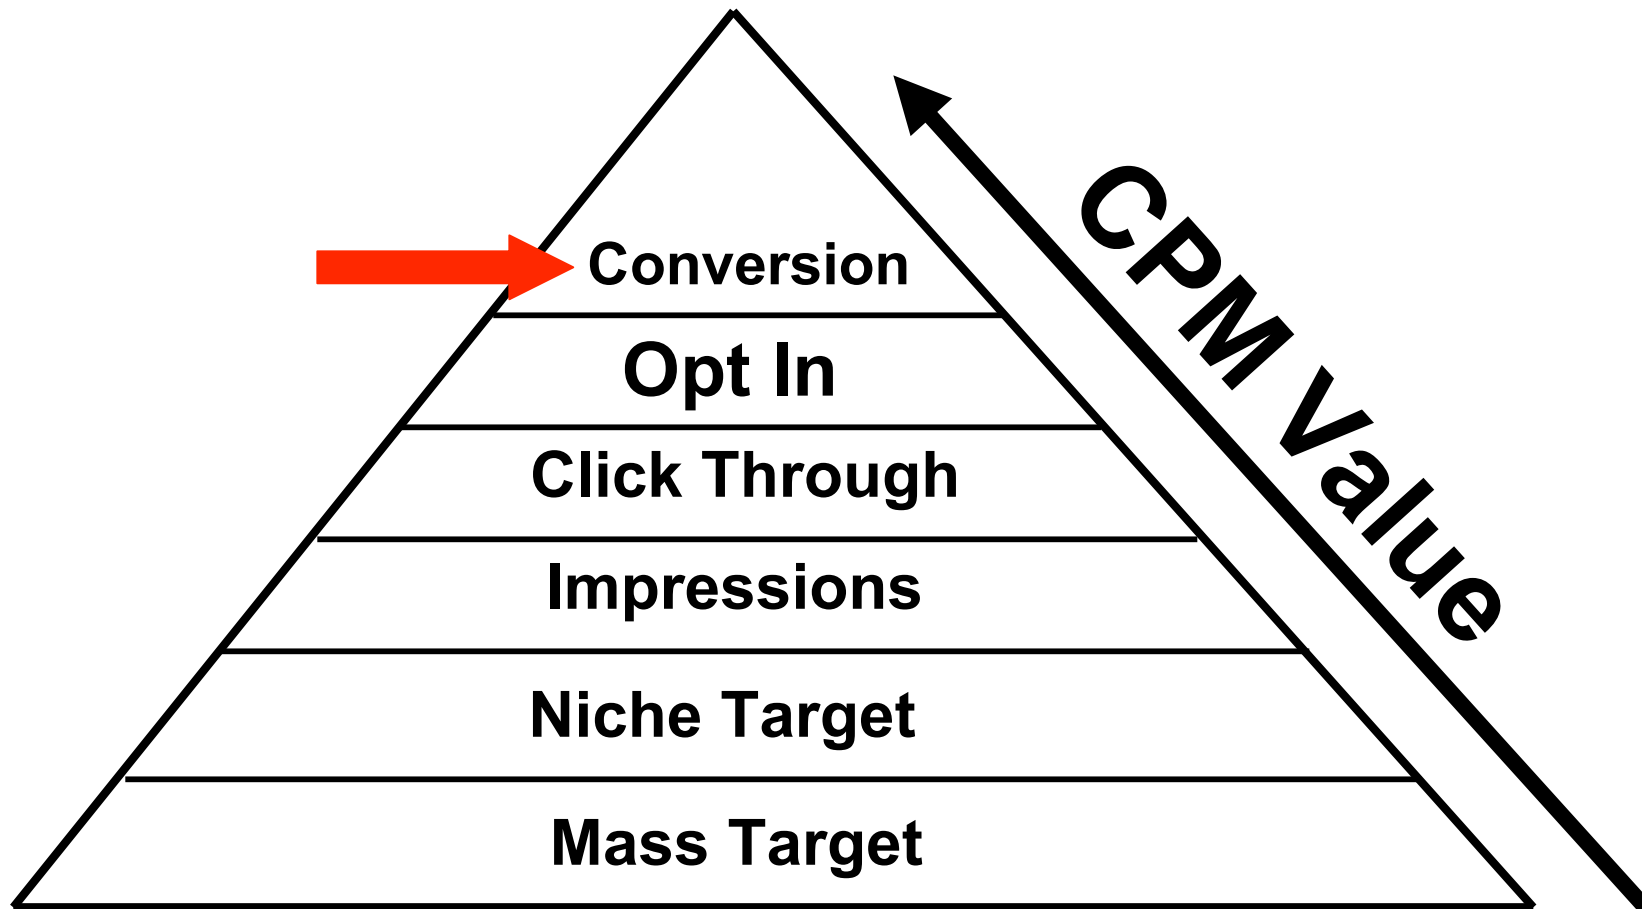 Conversion
Opt In
Click Through
Impressions
Niche Target
Mass Target
CPM Value